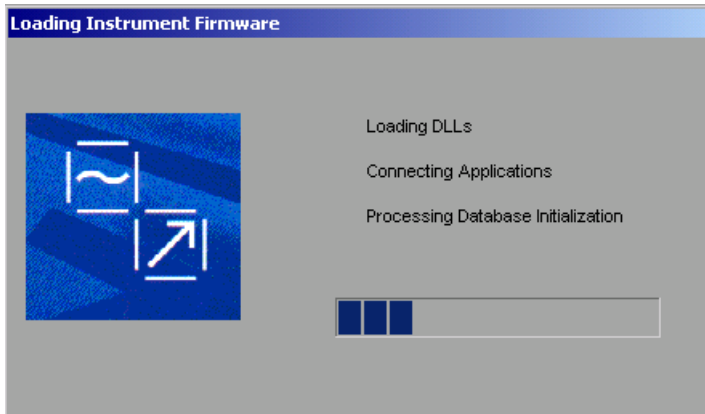 Loading Instrument Firmware
Loading DLLs
Connecting Applications
Processing Database Initialization